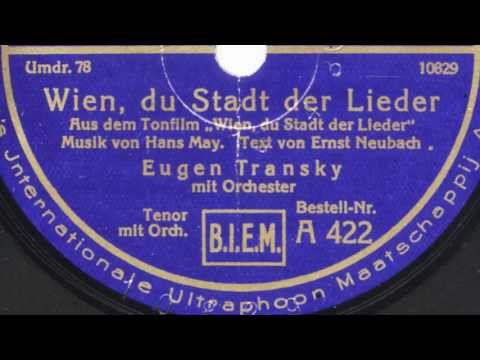 Umdr. 78
10829
Wien, du Stadt der Lieder
Aus dem Tonfilm „Wien, du Stadt der Lieder"
Musik von Hans May. Text von Ernst Neubach.
Eugen Transky
mit Orchester
Tenor
mit Orch.
B.I.E.M.
Bestell-Nr.
A 422
's Jnternationale Ultraphoon Maatschappij A